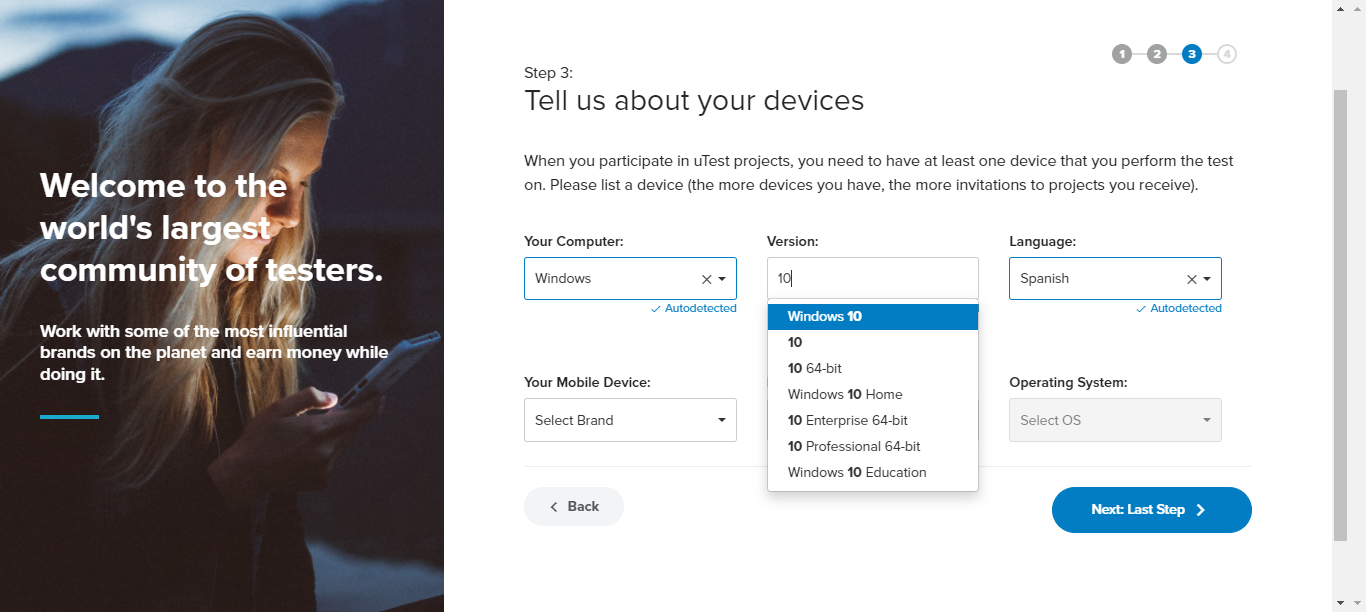 Welcome to the
world's largest
community of testers.
Work with some of the most influential
brands on the planet and earn money while
doing it.
1 2 3 4
Step 3:
Tell us about your devices
When you participate in uTest projects, you need to have at least one device that you perform the test
on. Please list a device (the more devices you have, the more invitations to projects you receive).
Your Computer: Version: Language:
Windows 10 Spanish
Autodetected Autodetected
Windows 10
10
10 64-bit
Windows 10 Home
10 Enterprise 64-bit
10 Professional 64-bit
Windows 10 Education
Your Mobile Device: Operating System:
Select Brand Select OS
Back Next: Last Step